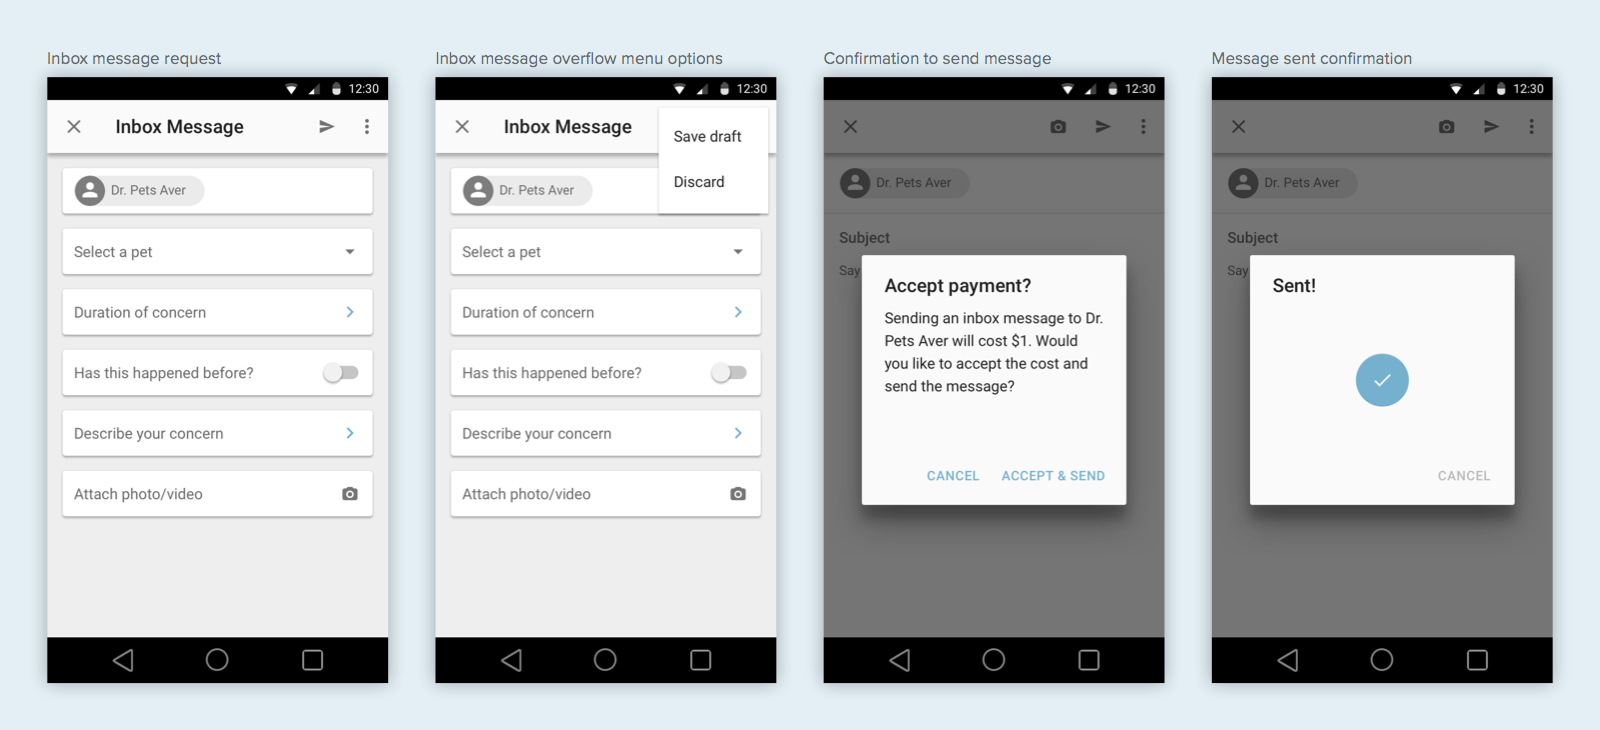 Inbox message request
12:30
Inbox Message
Dr. Pets Aver
Select a pet
Duration of concern
Has this happened before?
Describe your concern
Attach photo/video
Inbox message overflow menu options
12:30
Inbox Message
Save draft
Discard
Dr. Pets Aver
Select a pet
Duration of concern
Has this happened before?
Describe your concern
Attach photo/video
Confirmation to send message
12:30
Dr. Pets Aver
Subject
Say
Accept payment?
Sending an inbox message to Dr.
Pets Aver will cost $1. Would
you like to accept the cost and
send the message?
CANCEL ACCEPT & SEND
Message sent confirmation
12:30
Dr. Pets Aver
Subject
Say
Sent!
CANCEL